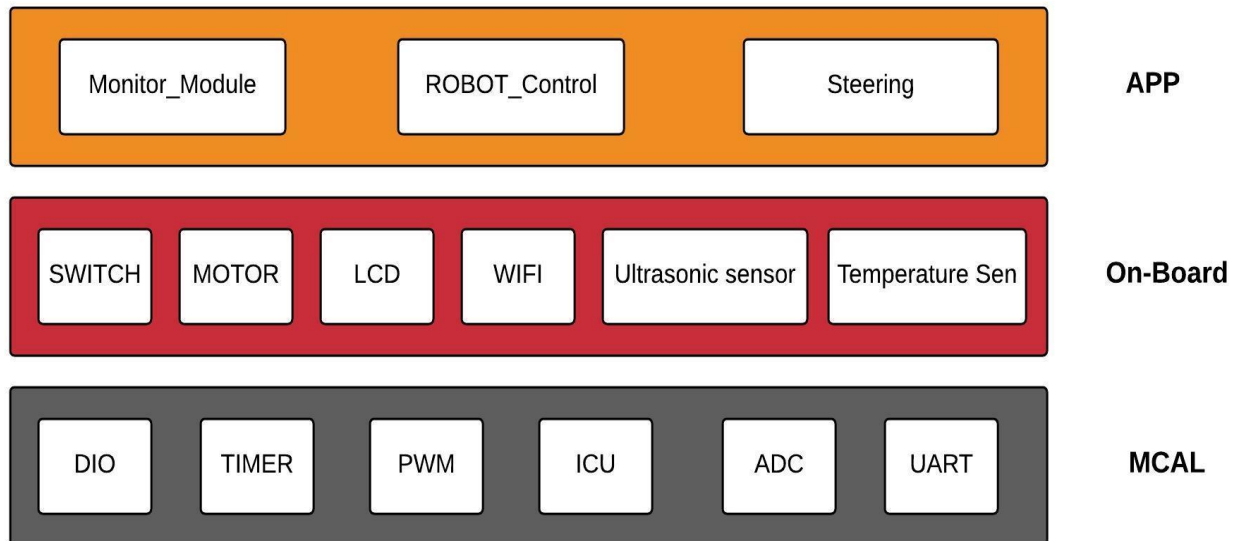 Monitor_Module
ROBOT_Control
Steering
APP
SWITCH
MOTOR
LCD
WIFI
Ultrasonic sensor
Temperature Sen
On-Board
DIO
TIMER
PWM
ICU
ADC
UART
MCAL